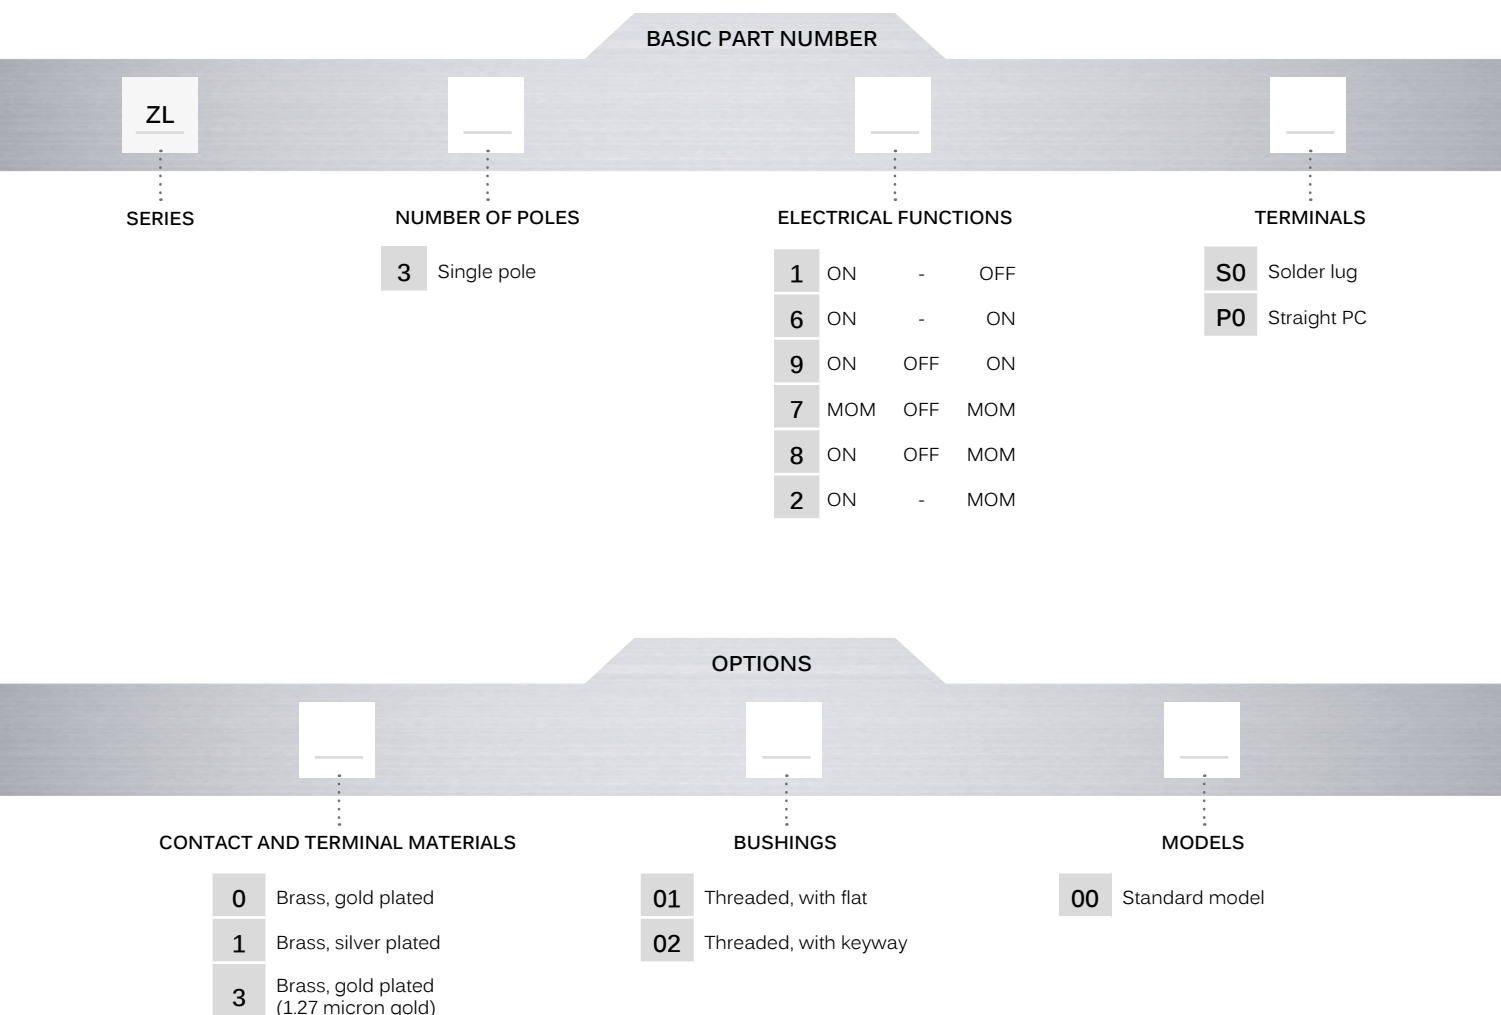 BASIC PART NUMBER
ZL
SERIES
NUMBER OF POLES
3 Single pole
ELECTRICAL FUNCTIONS
1 ON - OFF
6 ON - ON
9 ON OFF ON
7 MOM OFF MOM
8 ON OFF MOM
2 ON - MOM
TERMINALS
S0 Solder lug
P0 Straight PC
OPTIONS
CONTACT AND TERMINAL MATERIALS
0 Brass, gold plated
1 Brass, silver plated
3 Brass, gold plated
(1.27 micron gold)
BUSHINGS
01 Threaded, with flat
02 Threaded, with keyway
MODELS
00 Standard model